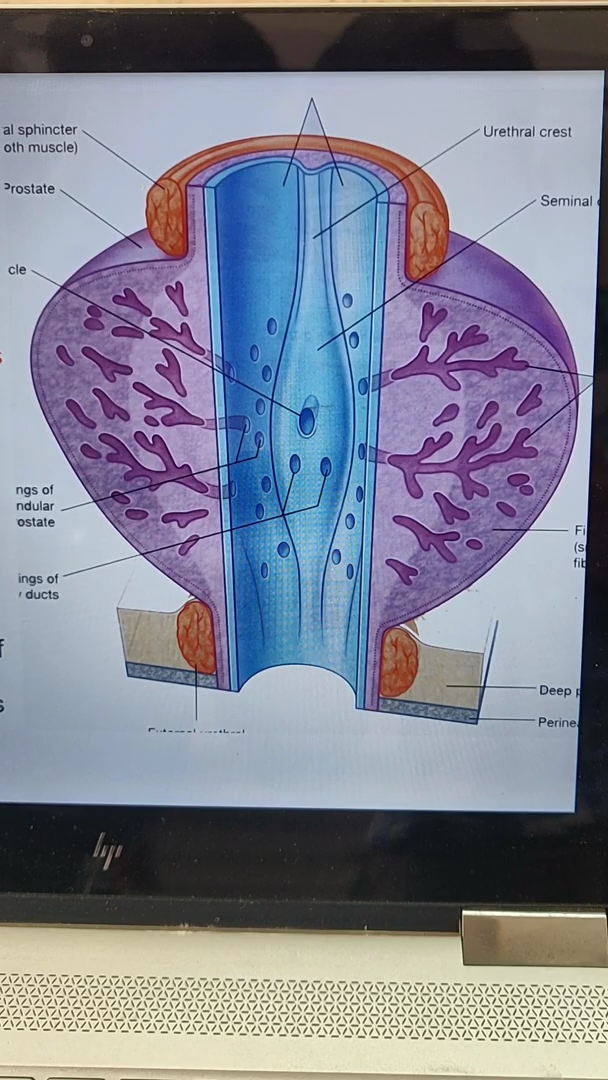 al sphincter
oth muscle)
Prostate
cle
s
ngs of
ndular
ostate
ings of
ducts
f
s
Urethral crest
Seminal
Fi
(s
fib
Deep p
Perine
hp